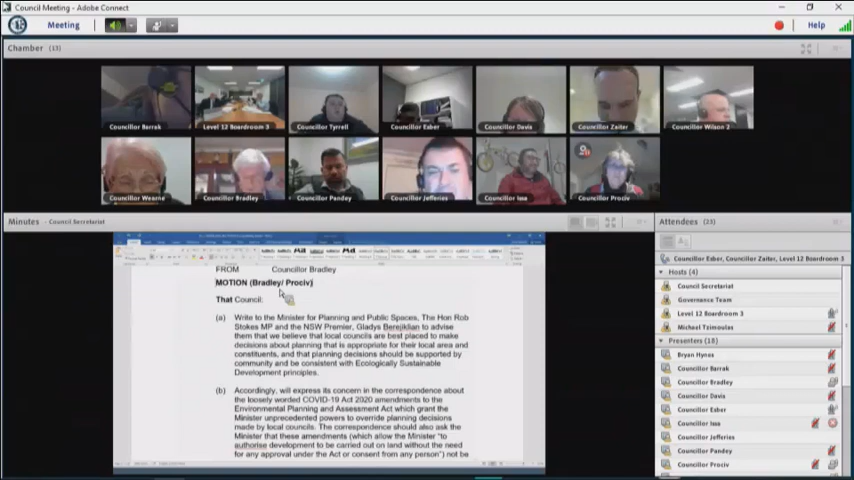 Council Meeting - Adobe Connect
Meeting
Help
Chamber (13)
Councillor Barrak
Level 12 Boardroom 3
Councillor Tyrrell
Councillor Esber
Councillor Davis
Councillor Zaiter
Councillor Wilson 2
Councillor Wearne
Councillor Bradley
Councillor Pandey
Councillor Jefferies
Councillor Issa
Councillor Prociv
Minutes - Council Secretariat
FROM Councillor Bradley
MOTION (Bradley/ Prociv)
That Council:
(a) Write to the Minister for Planning and Public Spaces, The Hon Rob
Stokes MP and the NSW Premier, Gladys Berejiklian to advise
them that we believe that local councils are best placed to make
decisions about planning that is appropriate for their local area and
constituents, and that planning decisions should be supported by
community and be consistent with Ecologically Sustainable
Development principles.
(b) Accordingly, will express its concern in the correspondence about
the loosely worded COVID-19 Act 2020 amendments to the
Environmental Planning and Assessment Act which grant the
Minister unprecedented powers to override planning decisions
made by local councils. The correspondence should also ask the
Minister that these amendments (which allow the Minister "to
authorise development to be carried out on land without the need
for any approval under the Act or consent from any person") not be
Attendees (23)
Councillor Esber, Councillor Zaiter, Level 12 Boardroom 3
Hosts (4)
Council Secretariat
Governance Team
Level 12 Boardroom 3
Michael Tzimoulas
Presenters (18)
Bryan Hynes
Councillor Barrak
Councillor Bradley
Councillor Davis
Councillor Esber
Councillor Issa
Councillor Jefferies
Councillor Pandey
Councillor Prociv